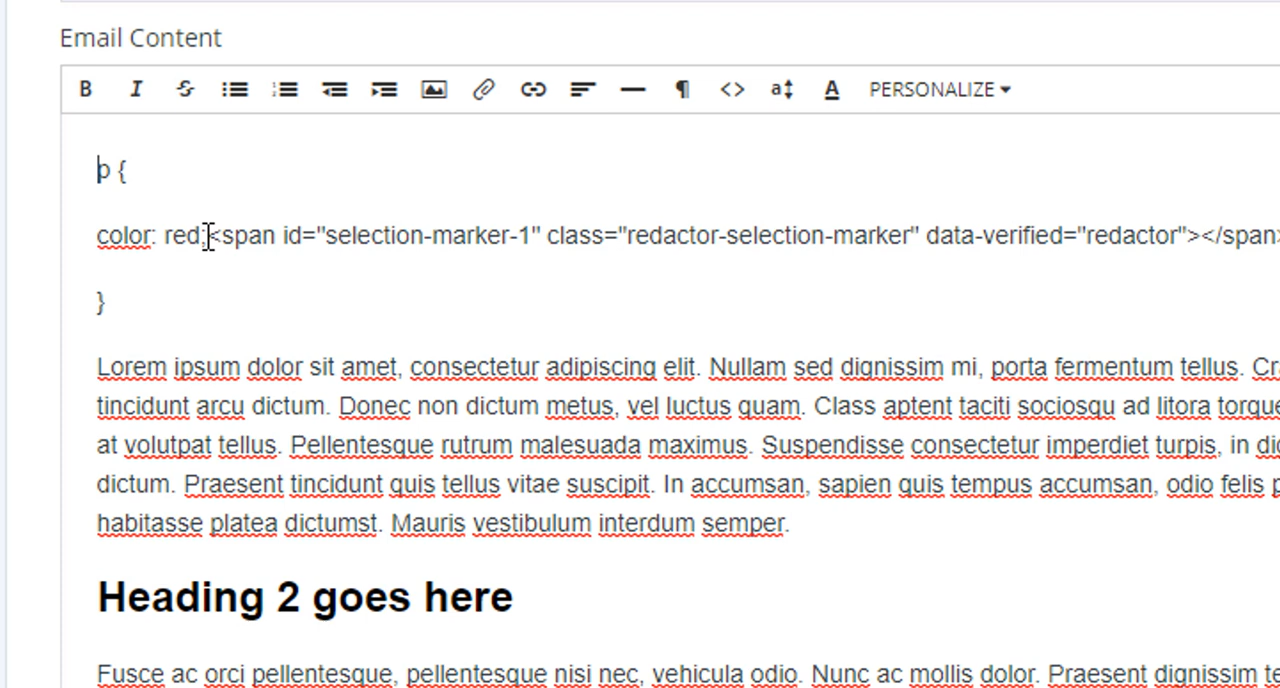 Email Content
B I S a PERSONALIZE
p {
color: red;<span id="selection-marker-1" class="redactor-selection-marker" data-verified="redactor"></span>
}
Lorem ipsum dolor sit amet, consectetur adipiscing elit. Nullam sed dignissim mi, porta fermentum tellus.
tincidunt arcu dictum. Donec non dictum metus, vel luctus quam. Class aptent taciti sociosqu ad litora
at volutpat tellus. Pellentesque rutrum malesuada maximus. Suspendisse consectetur imperdiet turpis, in
dictum. Praesent tincidunt quis tellus vitae suscipit. In accumsan, sapien quis tempus accumsan, odio felis
habitasse platea dictumst. Mauris vestibulum interdum semper.
Heading 2 goes here
Fusce ac orci pellentesque, pellentesque nisi nec, vehicula odio. Nunc ac mollis dolor. Praesent dignissim